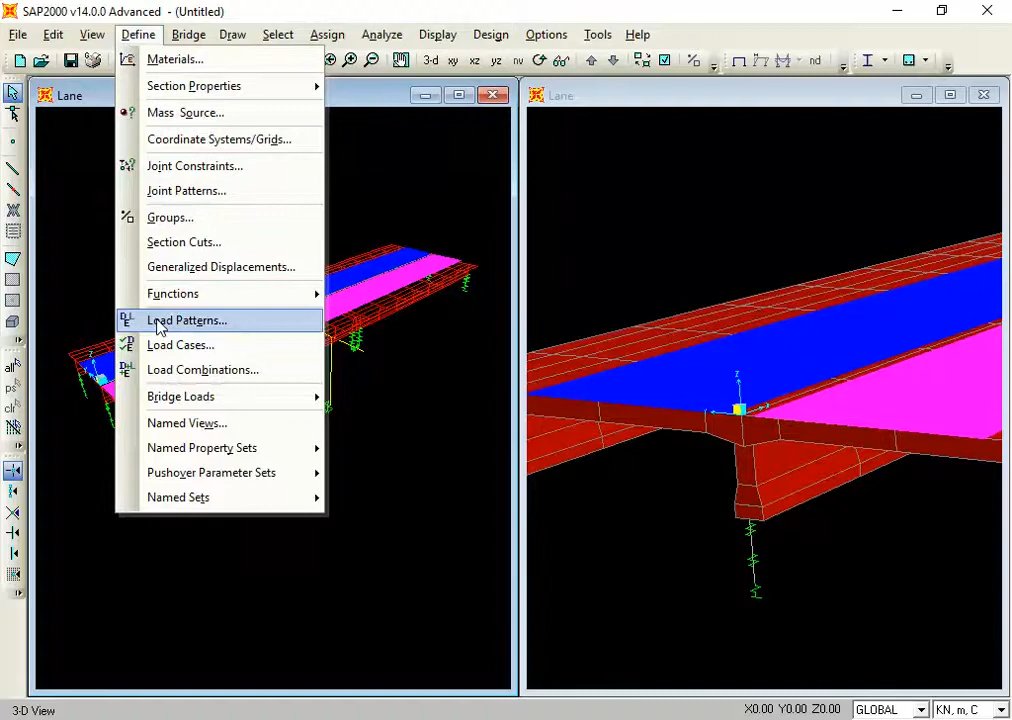 SAP2000 v14.0.0 Advanced - (Untitled)
File Edit View Define Bridge Draw Select Assign Analyze Display Design Options Tools Help
3-d xy xz yz nv nd
Lane
Lane
Materials...
Section Properties
Mass Source...
Coordinate Systems/Grids...
Joint Constraints...
Joint Patterns...
Groups...
Section Cuts...
Generalized Displacements...
Functions
Load Patterns...
Load Cases...
Load Combinations...
Bridge Loads
Named Views...
Named Property Sets
Pushover Parameter Sets
Named Sets
all
ps
clr
Z
3-D View X0.00 Y0.00 Z0.00 GLOBAL KN, m, C